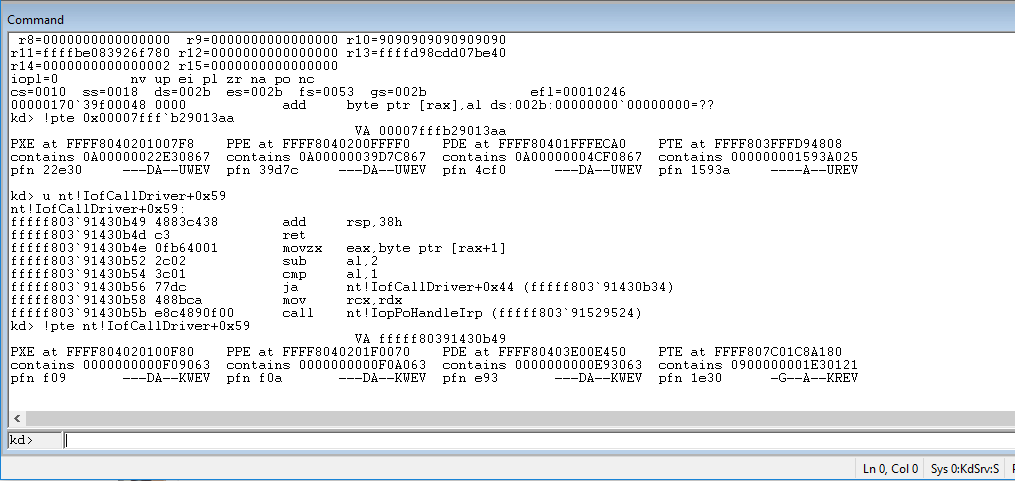 Command
r8=0000000000000000 r9=0000000000000000 r10=9090909090909090
r11=ffffbe083926f780 r12=0000000000000000 r13=ffffd98cdd07be40
r14=0000000000000002 r15=0000000000000000
iopl=0 nv up ei pl zr na po nc
cs=0010 ss=0018 ds=002b es=002b fs=0053 gs=002b efl=00010246
00000170`39f00048 0000 add byte ptr [rax],al ds:002b:00000000`00000000=??
kd> !pte 0x00007fff`b29013aa
VA 00007fffb29013aa
PXE at FFFF8040201007F8 PPE at FFFF8040200FFFF0 PDE at FFFF80401FFFECA0 PTE at FFFF803FFFD94808
contains 0A00000022E30867 contains 0A00000039D7C867 contains 0A00000004CF0867 contains 000000001593A025
pfn 22e30 ---DA--UWEV pfn 39d7c ---DA--UWEV pfn 4cf0 ---DA--UWEV pfn 1593a ----A--UREV
kd> u nt!IofCallDriver+0x59
nt!IofCallDriver+0x59:
fffff803`91430b49 4883c438 add rsp,38h
fffff803`91430b4d c3 ret
fffff803`91430b4e 0fb64001 movzx eax,byte ptr [rax+1]
fffff803`91430b52 2c02 sub al,2
fffff803`91430b54 3c01 cmp al,1
fffff803`91430b56 77dc ja nt!IofCallDriver+0x44 (fffff803`91430b34)
fffff803`91430b58 488bca mov rcx,rdx
fffff803`91430b5b e8c4890f00 call nt!IopPoHandleIrp (fffff803`91529524)
kd> !pte nt!IofCallDriver+0x59
VA fffff80391430b49
PXE at FFFF804020100F80 PPE at FFFF8040201F0070 PDE at FFFF80403E00E450 PTE at FFFF807C01C8A180
contains 0000000000F09063 contains 0000000000F0A063 contains 0000000000E93063 contains 0900000001E30121
pfn f09 ---DA--KWEV pfn f0a ---DA--KWEV pfn e93 ---DA--KWEV pfn 1e30 -G--A--KREV
kd>
Ln 0, Col 0 Sys 0:KdSrv:S